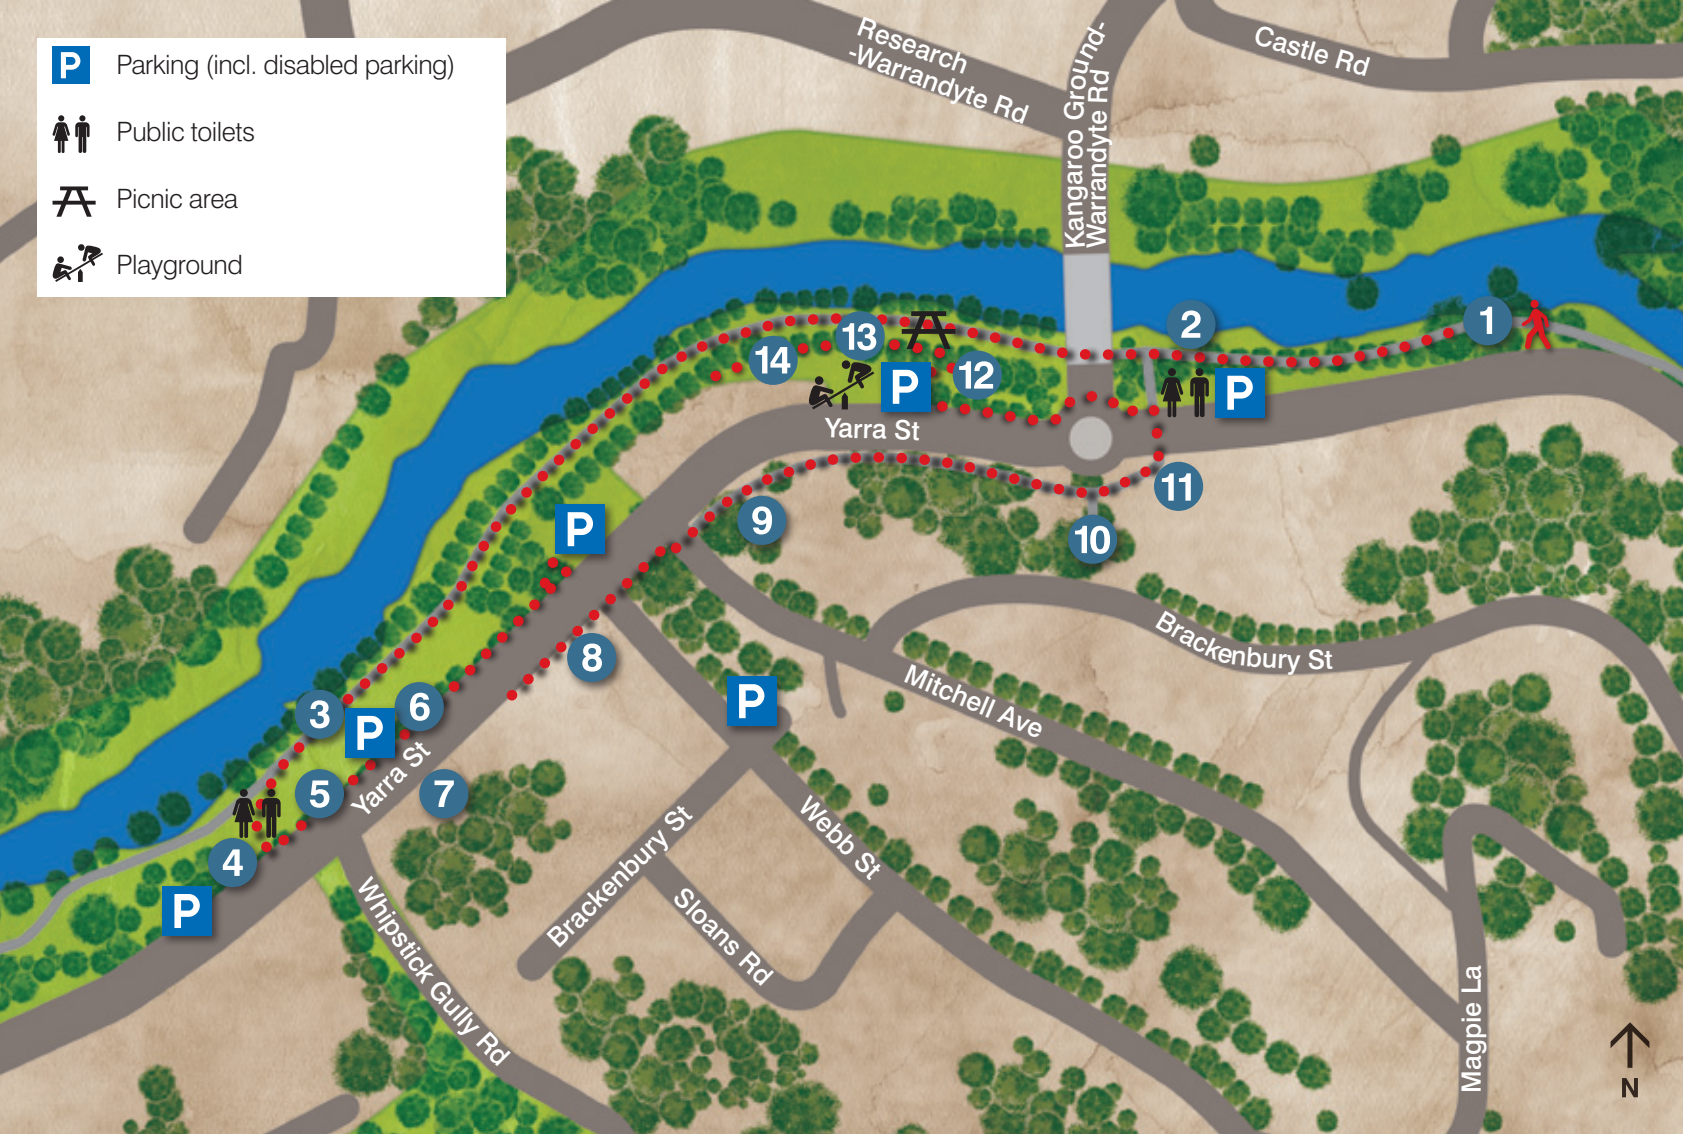 P Parking (incl. disabled parking)
Public toilets
Picnic area
Playground
Research
-Warrandyte Rd
Kangaroo Ground-
Warrandyte Rd
Castle Rd
1
2
13
14
12
P
P
Yarra St
11
10
9
P
8
Brackenbury St
Mitchell Ave
P
3
6
P
Yarra St
5
7
4
P
Webb St
Brackenbury St
Sloans Rd
Whipstick Gully Rd
Magpie La
N